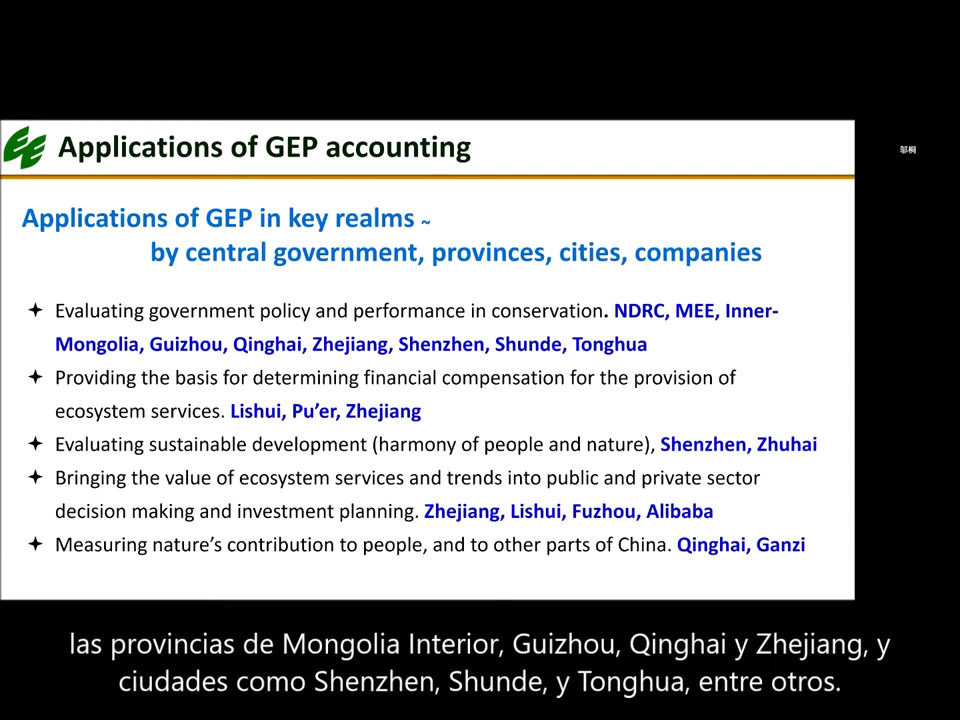 Applications of GEP accounting
邬桐
Applications of GEP in key realms ~
by central government, provinces, cities, companies
Evaluating government policy and performance in conservation. NDRC, MEE, Inner-
Mongolia, Guizhou, Qinghai, Zhejiang, Shenzhen, Shunde, Tonghua
Providing the basis for determining financial compensation for the provision of
ecosystem services. Lishui, Pu’er, Zhejiang
Evaluating sustainable development (harmony of people and nature), Shenzhen, Zhuhai
Bringing the value of ecosystem services and trends into public and private sector
decision making and investment planning. Zhejiang, Lishui, Fuzhou, Alibaba
Measuring nature’s contribution to people, and to other parts of China. Qinghai, Ganzi
las provincias de Mongolia Interior, Guizhou, Qinghai y Zhejiang, y
ciudades como Shenzhen, Shunde, y Tonghua, entre otros.